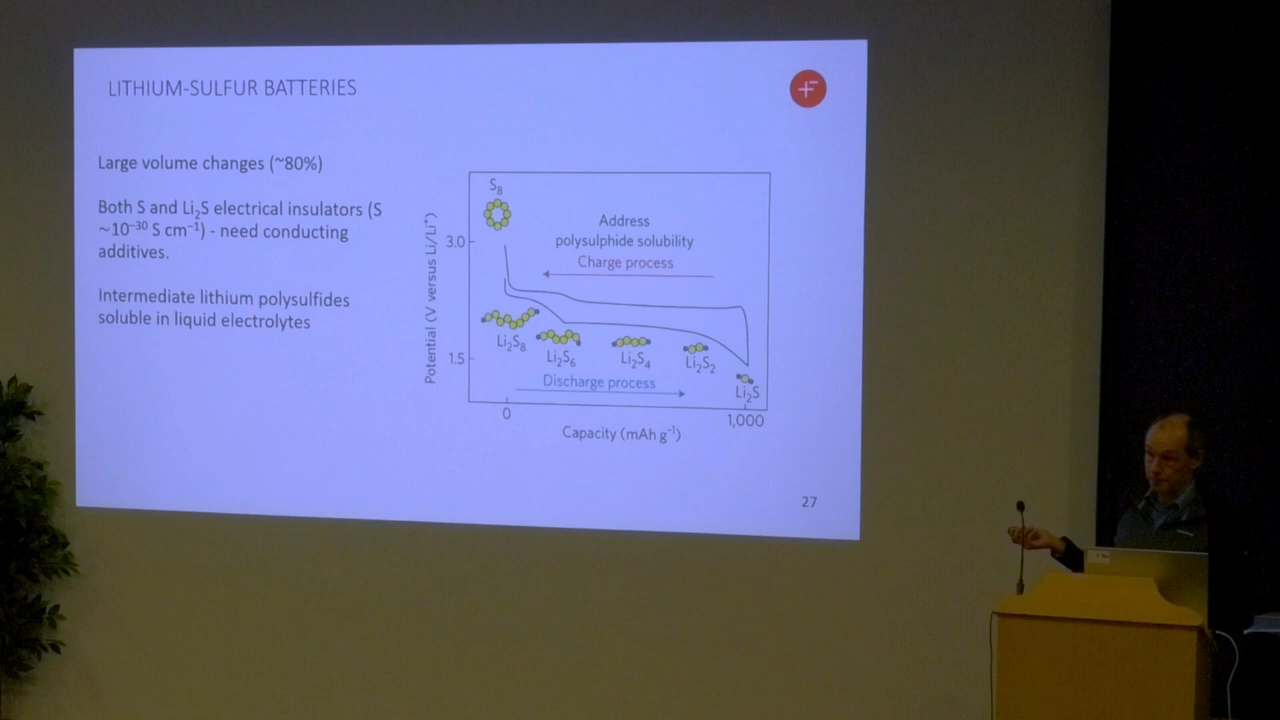 LITHIUM-SULFUR BATTERIES
Large volume changes (~80%)
Both S and Li₂S electrical insulators (S
~10⁻³⁰ S cm⁻¹) - need conducting
additives.
Intermediate lithium polysulfides
soluble in liquid electrolytes
S₈
Address
polysulphide solubility
Charge process
Potential (V versus Li/Li⁺)
3.0
1.5
Li₂S₈
Li₂S₆
Li₂S₄
Li₂S₂
Li₂S
Discharge process
0
1,000
Capacity (mAh g⁻¹)
27